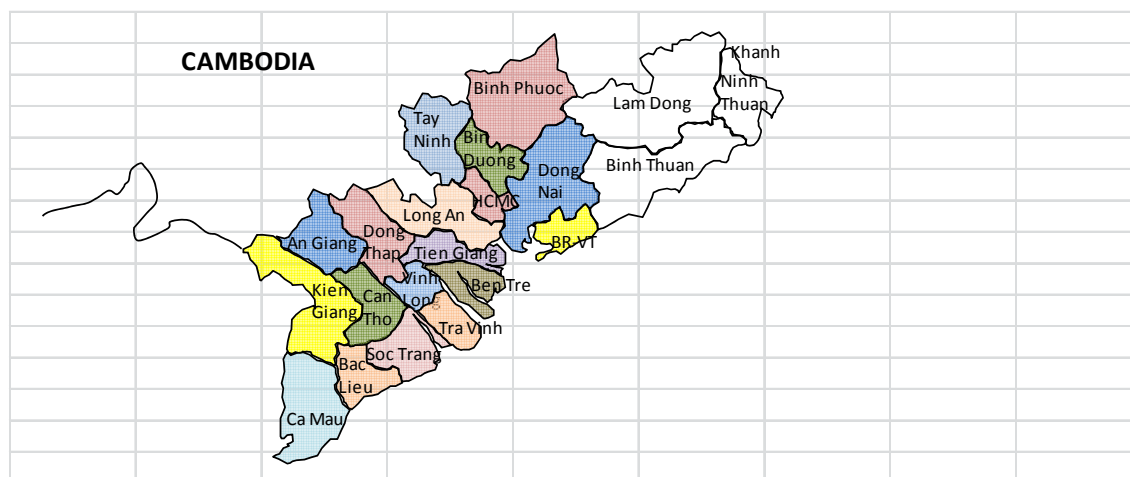 Khanh
CAMBODIA
Binh Phuoc
Ninh
Thuan
Lam Dong
Tay
Ninh
Bin
Duong
Binh Thuan
Dong
Nai
HCMC
Long An
An Giang
Dong
Thap
BR-VT
Tien Giang
Vinh
Long
Ben Tre
Kien
Giang
Can
Tho
Tra Vinh
Soc Trang
Bac
Lieu
Ca Mau